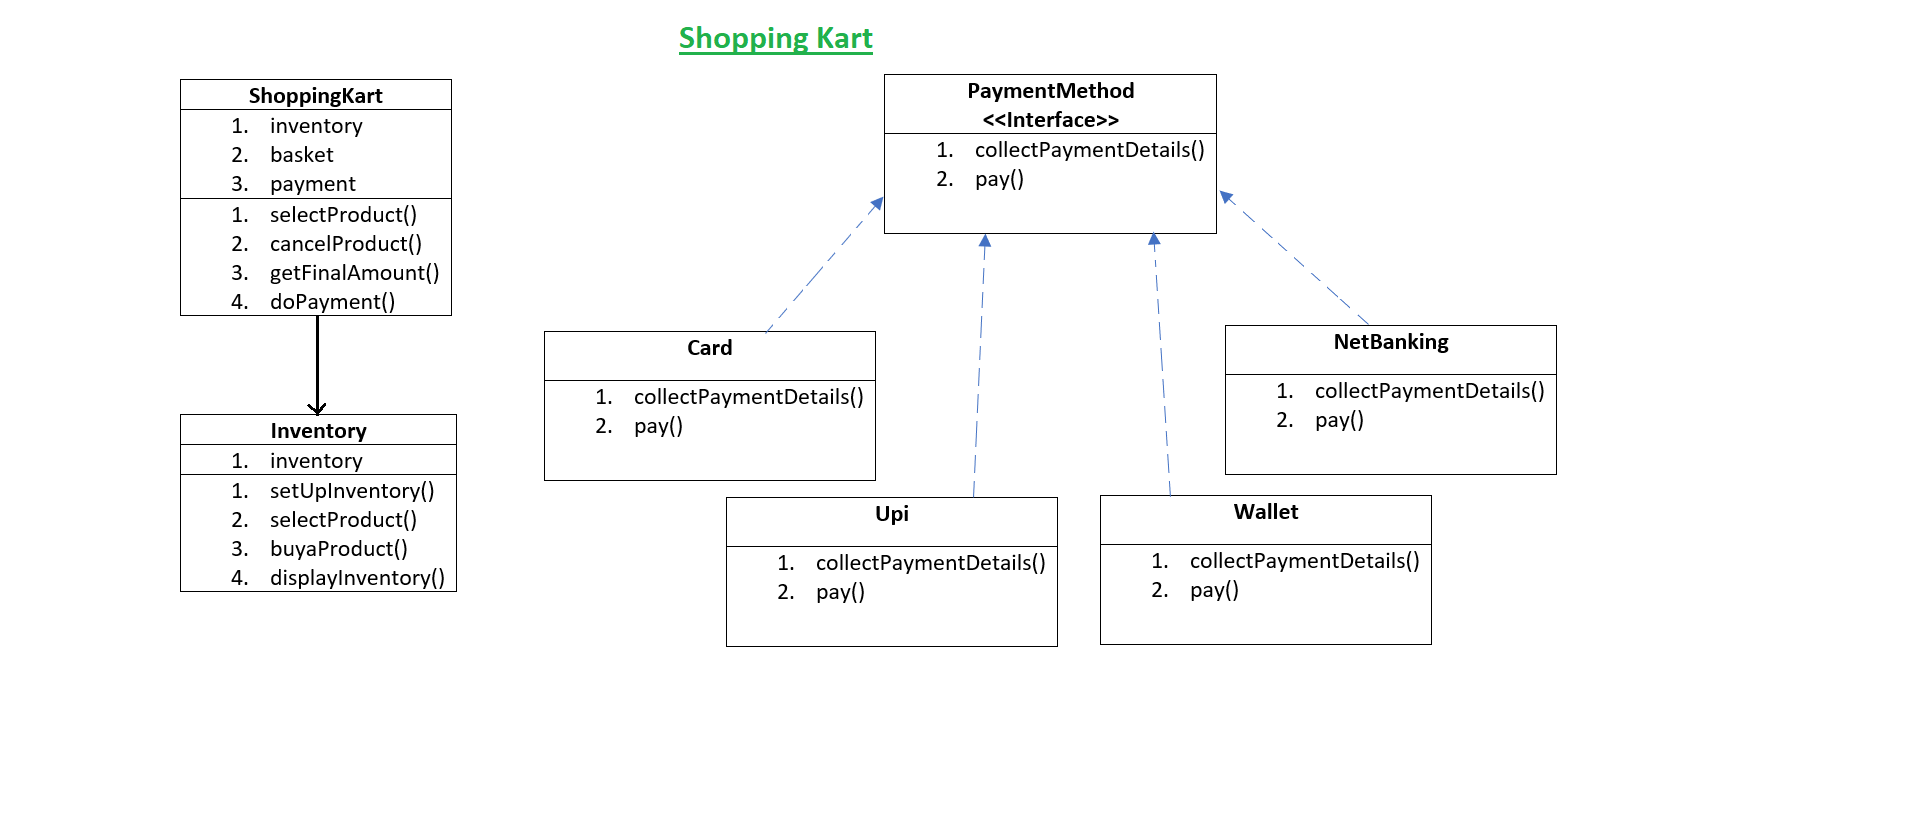 Shopping Kart
ShoppingKart
1. inventory
2. basket
3. payment
1. selectProduct()
2. cancelProduct()
3. getFinalAmount()
4. doPayment()
Inventory
1. inventory
1. setUpInventory()
2. selectProduct()
3. buyaProduct()
4. displayInventory()
PaymentMethod
<<Interface>>
1. collectPaymentDetails()
2. pay()
Card
1. collectPaymentDetails()
2. pay()
Upi
1. collectPaymentDetails()
2. pay()
Wallet
1. collectPaymentDetails()
2. pay()
NetBanking
1. collectPaymentDetails()
2. pay()